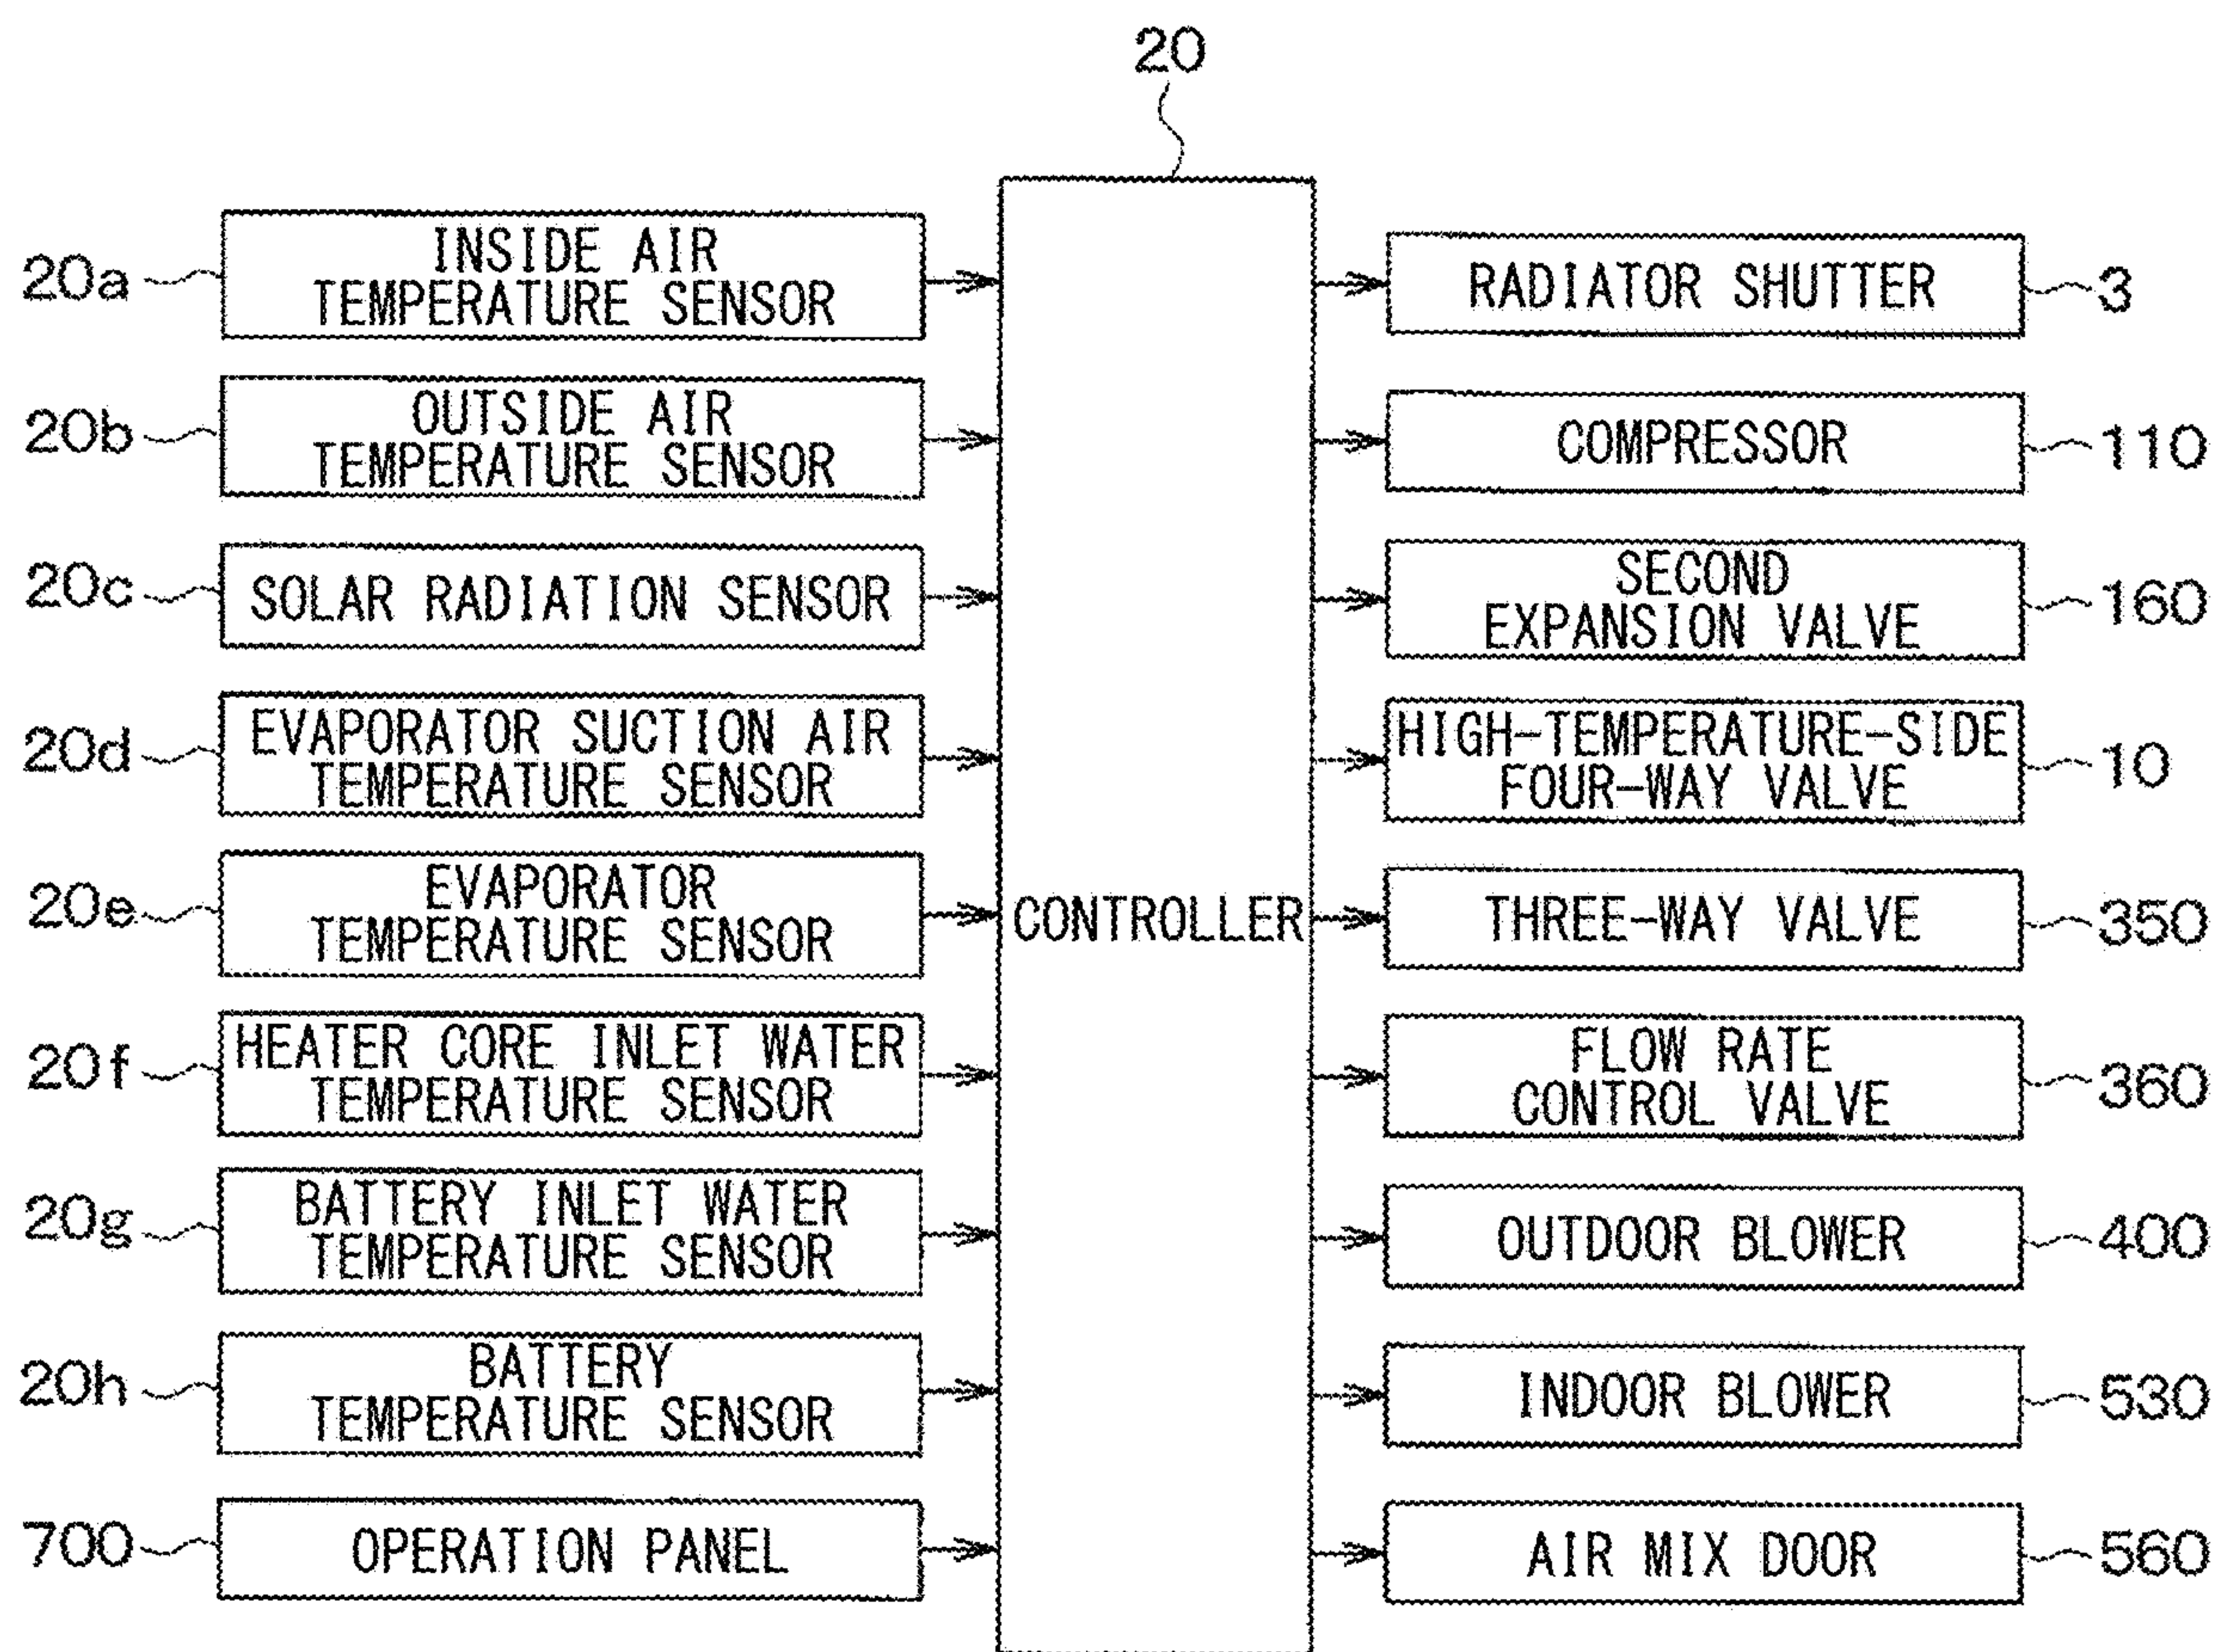 20
20a
INSIDE AIR
TEMPERATURE SENSOR
20b
OUTSIDE AIR
TEMPERATURE SENSOR
20c
SOLAR RADIATION SENSOR
20d
EVAPORATOR SUCTION AIR
TEMPERATURE SENSOR
20e
EVAPORATOR
TEMPERATURE SENSOR
20f
HEATER CORE INLET WATER
TEMPERATURE SENSOR
20g
BATTERY INLET WATER
TEMPERATURE SENSOR
20h
BATTERY
TEMPERATURE SENSOR
700
OPERATION PANEL
CONTROLLER
RADIATOR SHUTTER
3
COMPRESSOR
110
SECOND
EXPANSION VALVE
160
HIGH-TEMPERATURE-SIDE
FOUR-WAY VALVE
10
THREE-WAY VALVE
350
FLOW RATE
CONTROL VALVE
360
OUTDOOR BLOWER
400
INDOOR BLOWER
530
AIR MIX DOOR
560